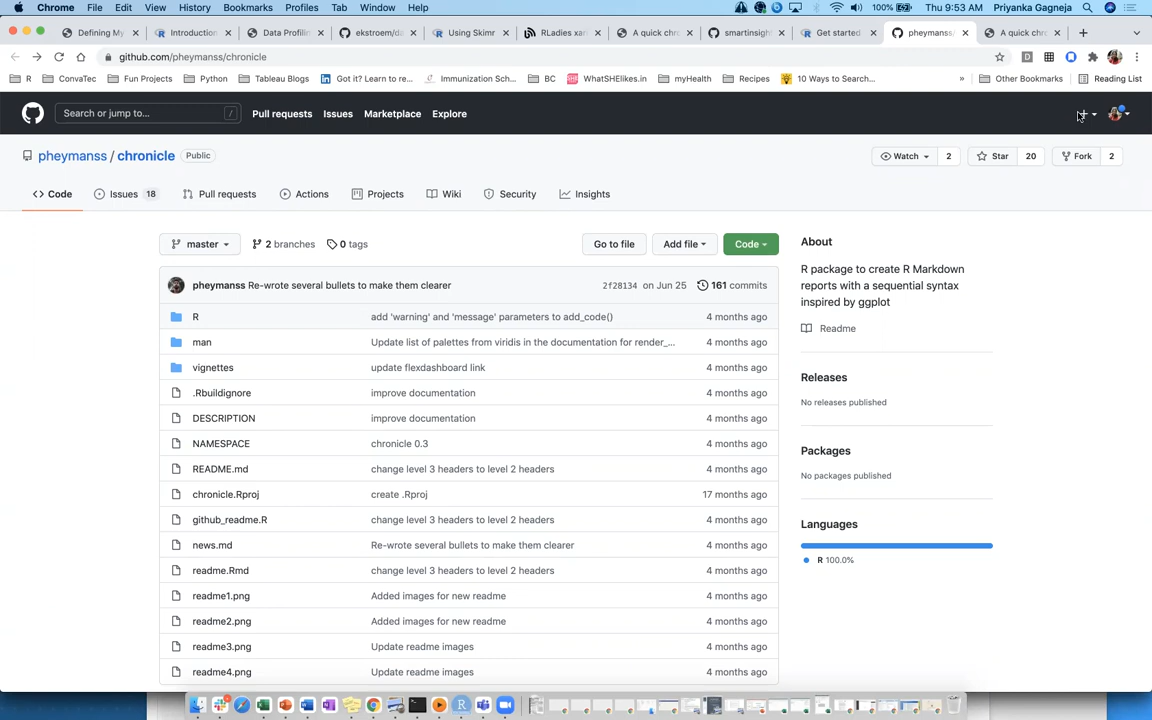 Chrome File Edit View History Bookmarks Profiles Tab Window Help 100% Thu 9:53 AM Priyanka Gagneja
Defining My Introduction Data Profilin ekstroem/da Using Skimr RLadies xar A quick chro smartinsigh Get started pheymanss/ A quick chro
github.com/pheymanss/chronicle
R ConvaTec Fun Projects Python Tableau Blogs Got it? Learn to re... Immunization Sch... BC WhatSHElikes.in myHealth Recipes 10 Ways to Search... » Other Bookmarks Reading List
Search or jump to... / Pull requests Issues Marketplace Explore
pheymanss / chronicle Public Watch 2 Star 20 Fork 2
Code Issues 18 Pull requests Actions Projects Wiki Security Insights
master 2 branches 0 tags Go to file Add file Code
pheymanss Re-wrote several bullets to make them clearer 2f28134 on Jun 25 161 commits
R add 'warning' and 'message' parameters to add_code() 4 months ago
man Update list of palettes from viridis in the documentation for render_... 4 months ago
vignettes update flexdashboard link 4 months ago
.Rbuildignore improve documentation 4 months ago
DESCRIPTION improve documentation 4 months ago
NAMESPACE chronicle 0.3 4 months ago
README.md change level 3 headers to level 2 headers 4 months ago
chronicle.Rproj create .Rproj 17 months ago
github_readme.R change level 3 headers to level 2 headers 4 months ago
news.md Re-wrote several bullets to make them clearer 4 months ago
readme.Rmd change level 3 headers to level 2 headers 4 months ago
readme1.png Added images for new readme 4 months ago
readme2.png Added images for new readme 4 months ago
readme3.png Update readme images 4 months ago
readme4.png Update readme images 4 months ago
About
R package to create R Markdown
reports with a sequential syntax
inspired by ggplot
Readme
Releases
No releases published
Packages
No packages published
Languages
R 100.0%